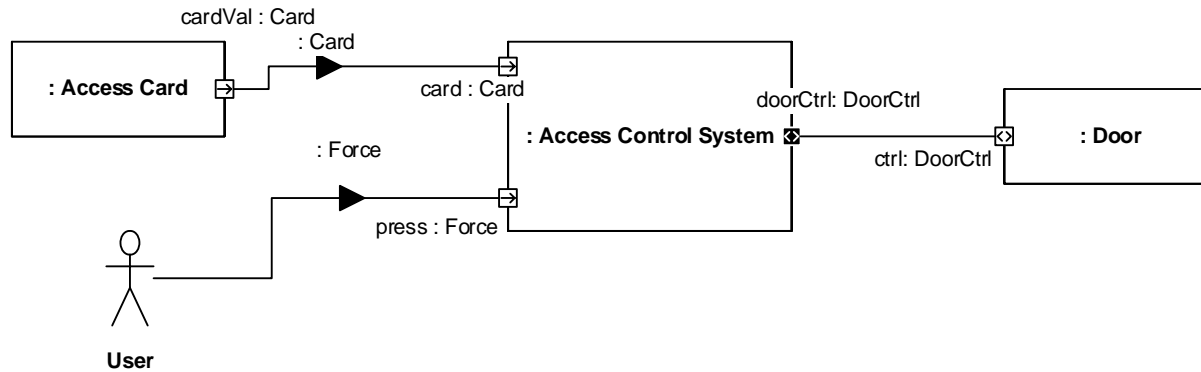 cardVal : Card
: Card
: Access Card
card : Card
doorCtrl: DoorCtrl
: Access Control System
: Door
ctrl: DoorCtrl
: Force
press : Force
User